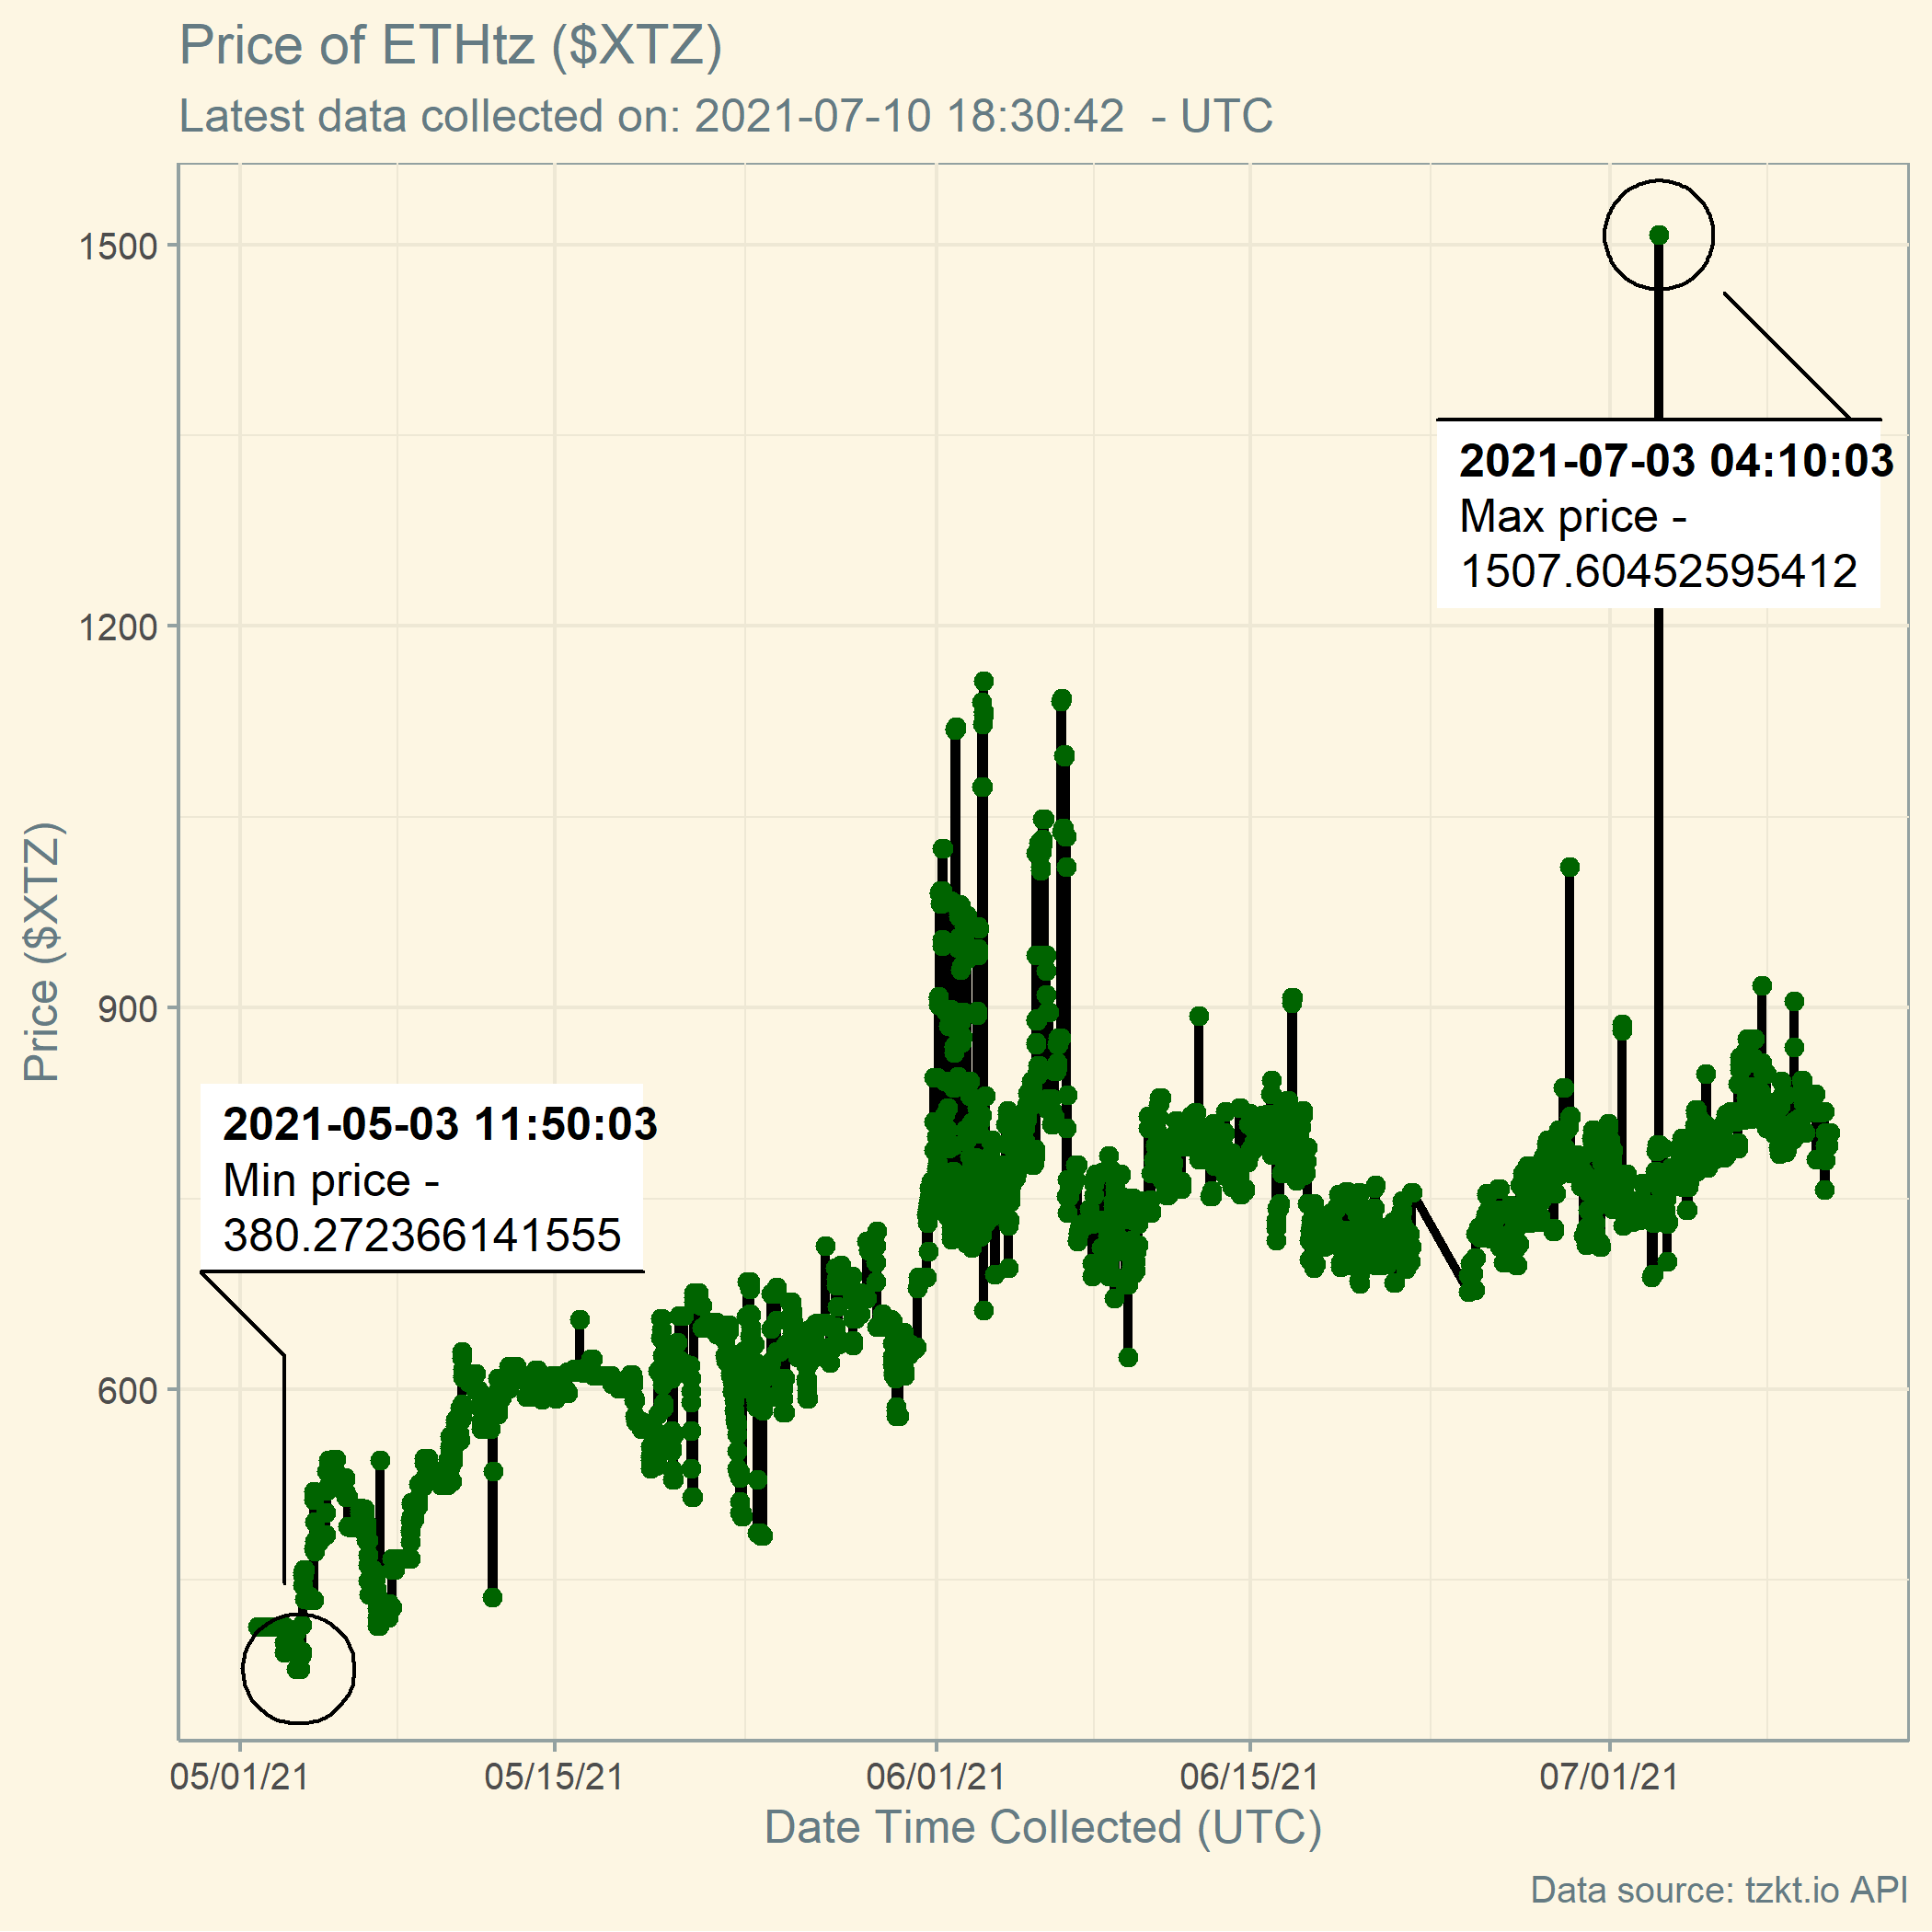 Price of ETHtz ($XTZ)
Latest data collected on: 2021-07-10 18:30:42  - UTC
1500
1200
900
600
Price ($XTZ)
2021-07-03 04:10:03
Max price -
1507.60452595412
2021-05-03 11:50:03
Min price -
380.272366141555
05/01/21
05/15/21
06/01/21
06/15/21
07/01/21
Date Time Collected (UTC)
Data source: tzkt.io API